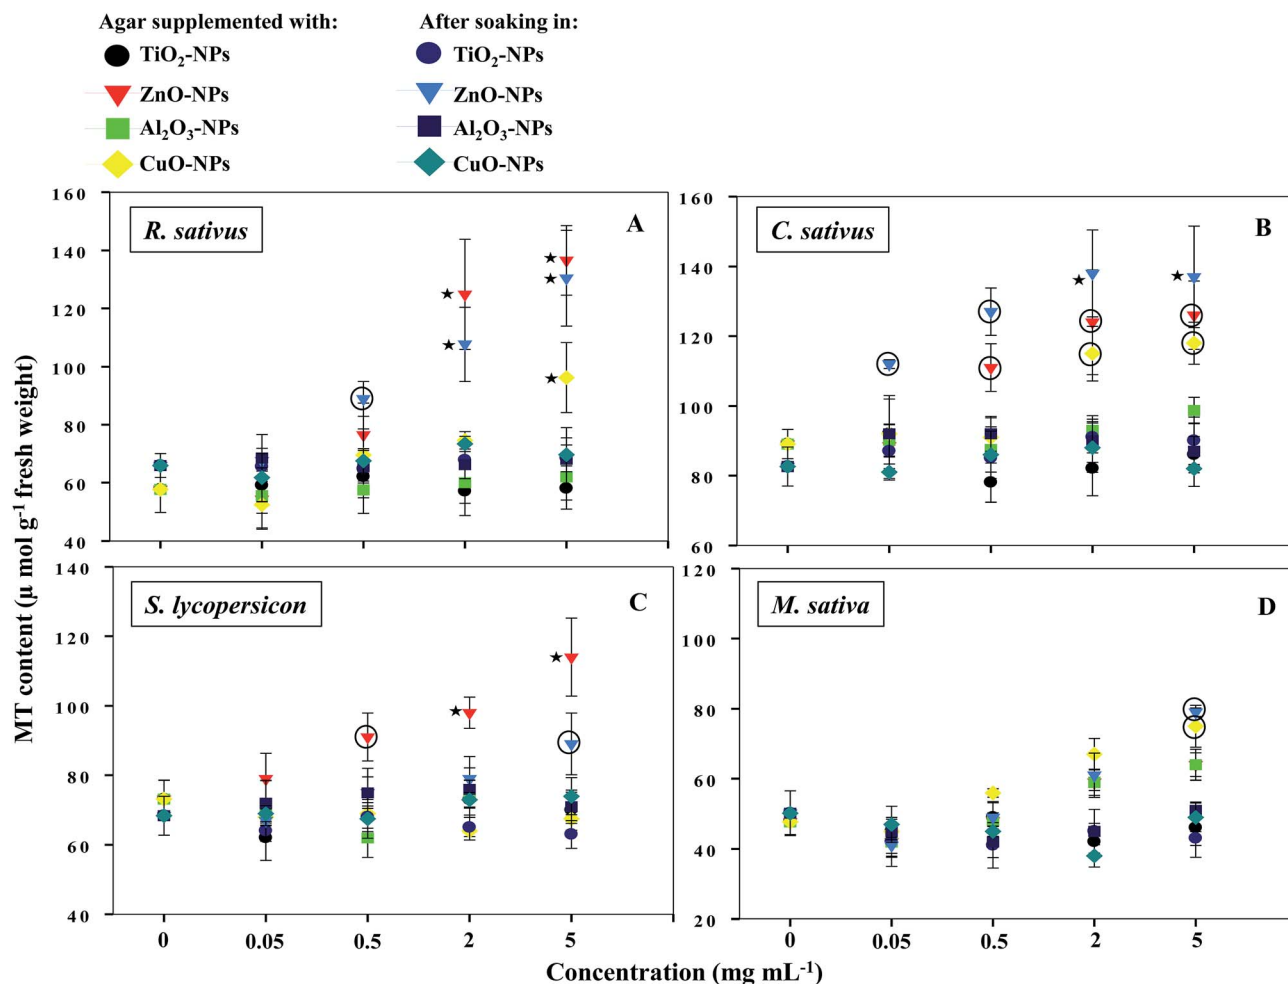 Agar supplemented with: After soaking in:
TiO₂-NPs TiO₂-NPs
ZnO-NPs ZnO-NPs
Al₂O₃-NPs Al₂O₃-NPs
CuO-NPs CuO-NPs
MT content (µ mol g⁻¹ fresh weight)
160
140
120
100
80
60
40
R. sativus
A
160
140
120
100
80
60
C. sativus
B
140
120
100
80
60
40
S. lycopersicon
C
0 0.05 0.5 2 5
120
100
80
60
40
20
M. sativa
D
0 0.05 0.5 2 5
Concentration (mg mL⁻¹)